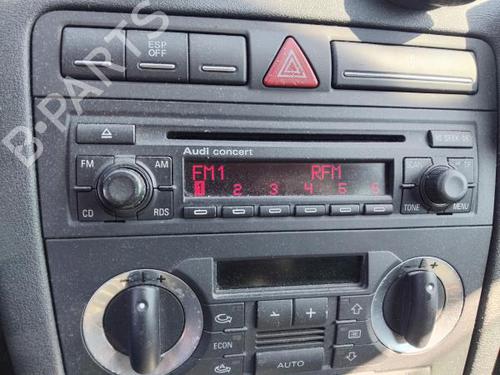 ESP
OFF
Audi concert
FM
AM
CD
RDS
FM1 RFM
1 2 3 4 5 6
TONE
MENU
ECON
AUTO
B-PARTS